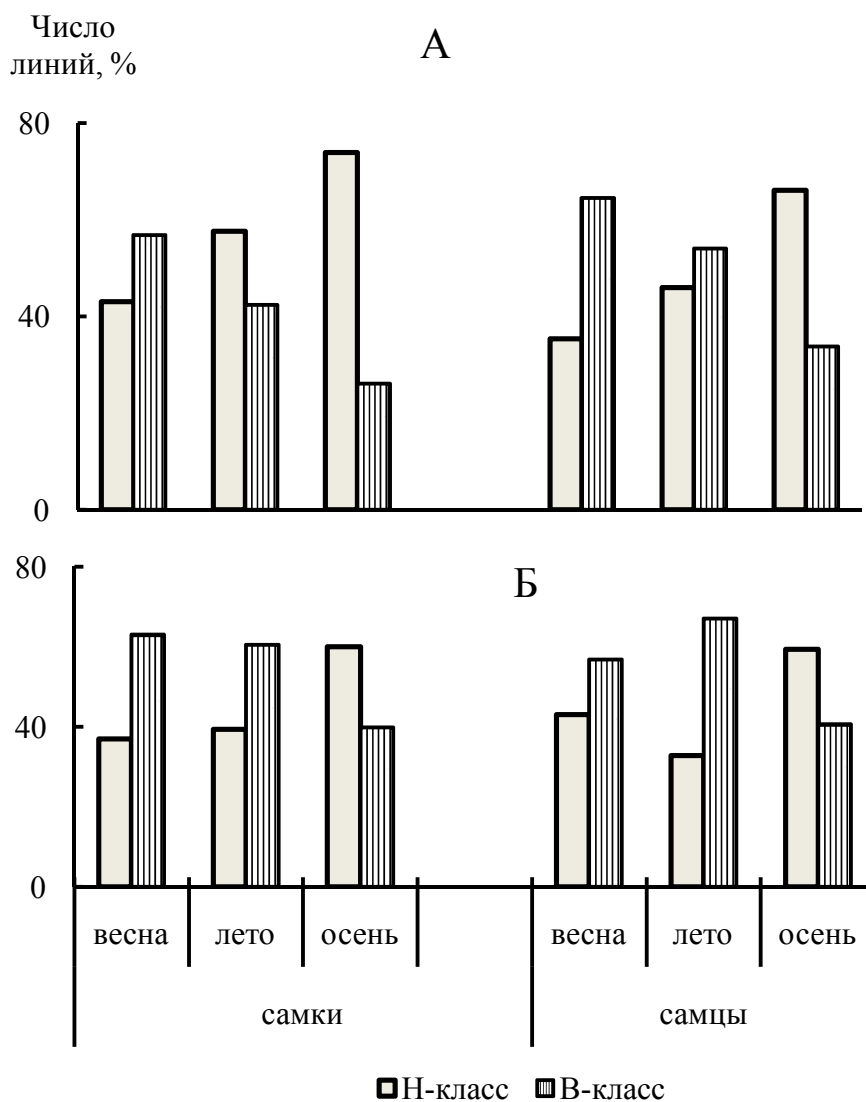 Число
линий, %
А
80
40
0
Б
80
40
0
весна лето осень весна лето осень
самки самцы
Н-класс В-класс